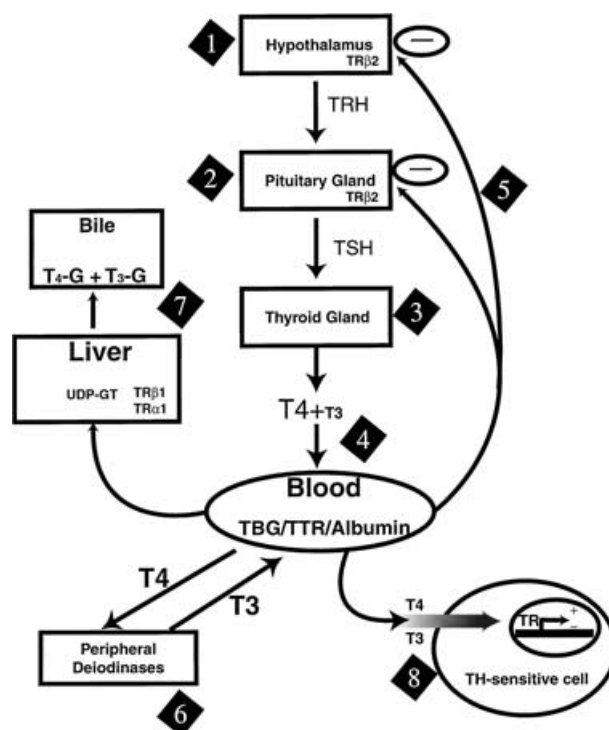 1
Hypothalamus
TRβ2
—
TRH
2
Pituitary Gland
TRβ2
—
5
TSH
Bile
T4-G + T3-G
7
3
Thyroid Gland
Liver
UDP-GT TRβ1
TRα1
T4+T3
4
Blood
TBG/TTR/Albumin
T4
T3
Peripheral
Deiodinases
6
T4
T3
TR
+
–
8
TH-sensitive cell